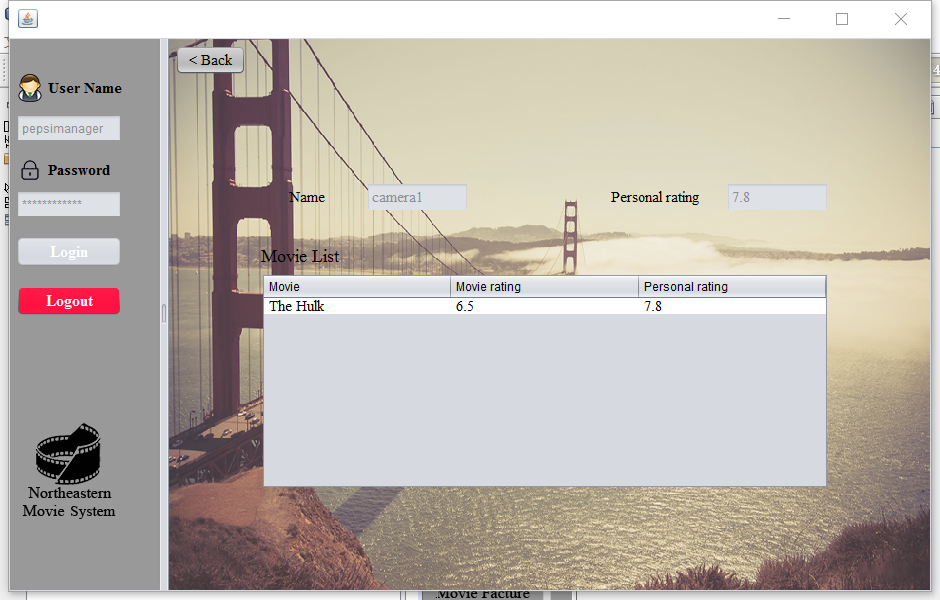 < Back
User Name
pepsimanager
Password
************
Login
Logout
Northeastern
Movie System
Name
camera1
Personal rating
7.8
Movie List
Movie
Movie rating
Personal rating
The Hulk
6.5
7.8
.Movie Facture